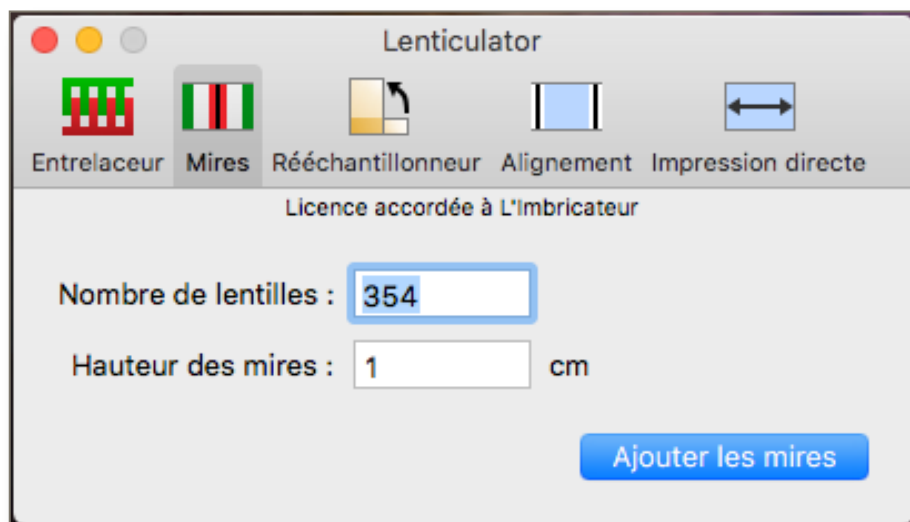 Lenticulator
Entrelaceur Mires Rééchantillonneur Alignement Impression directe
Licence accordée à L'Imbricateur
Nombre de lentilles : 354
Hauteur des mires : 1 cm
Ajouter les mires